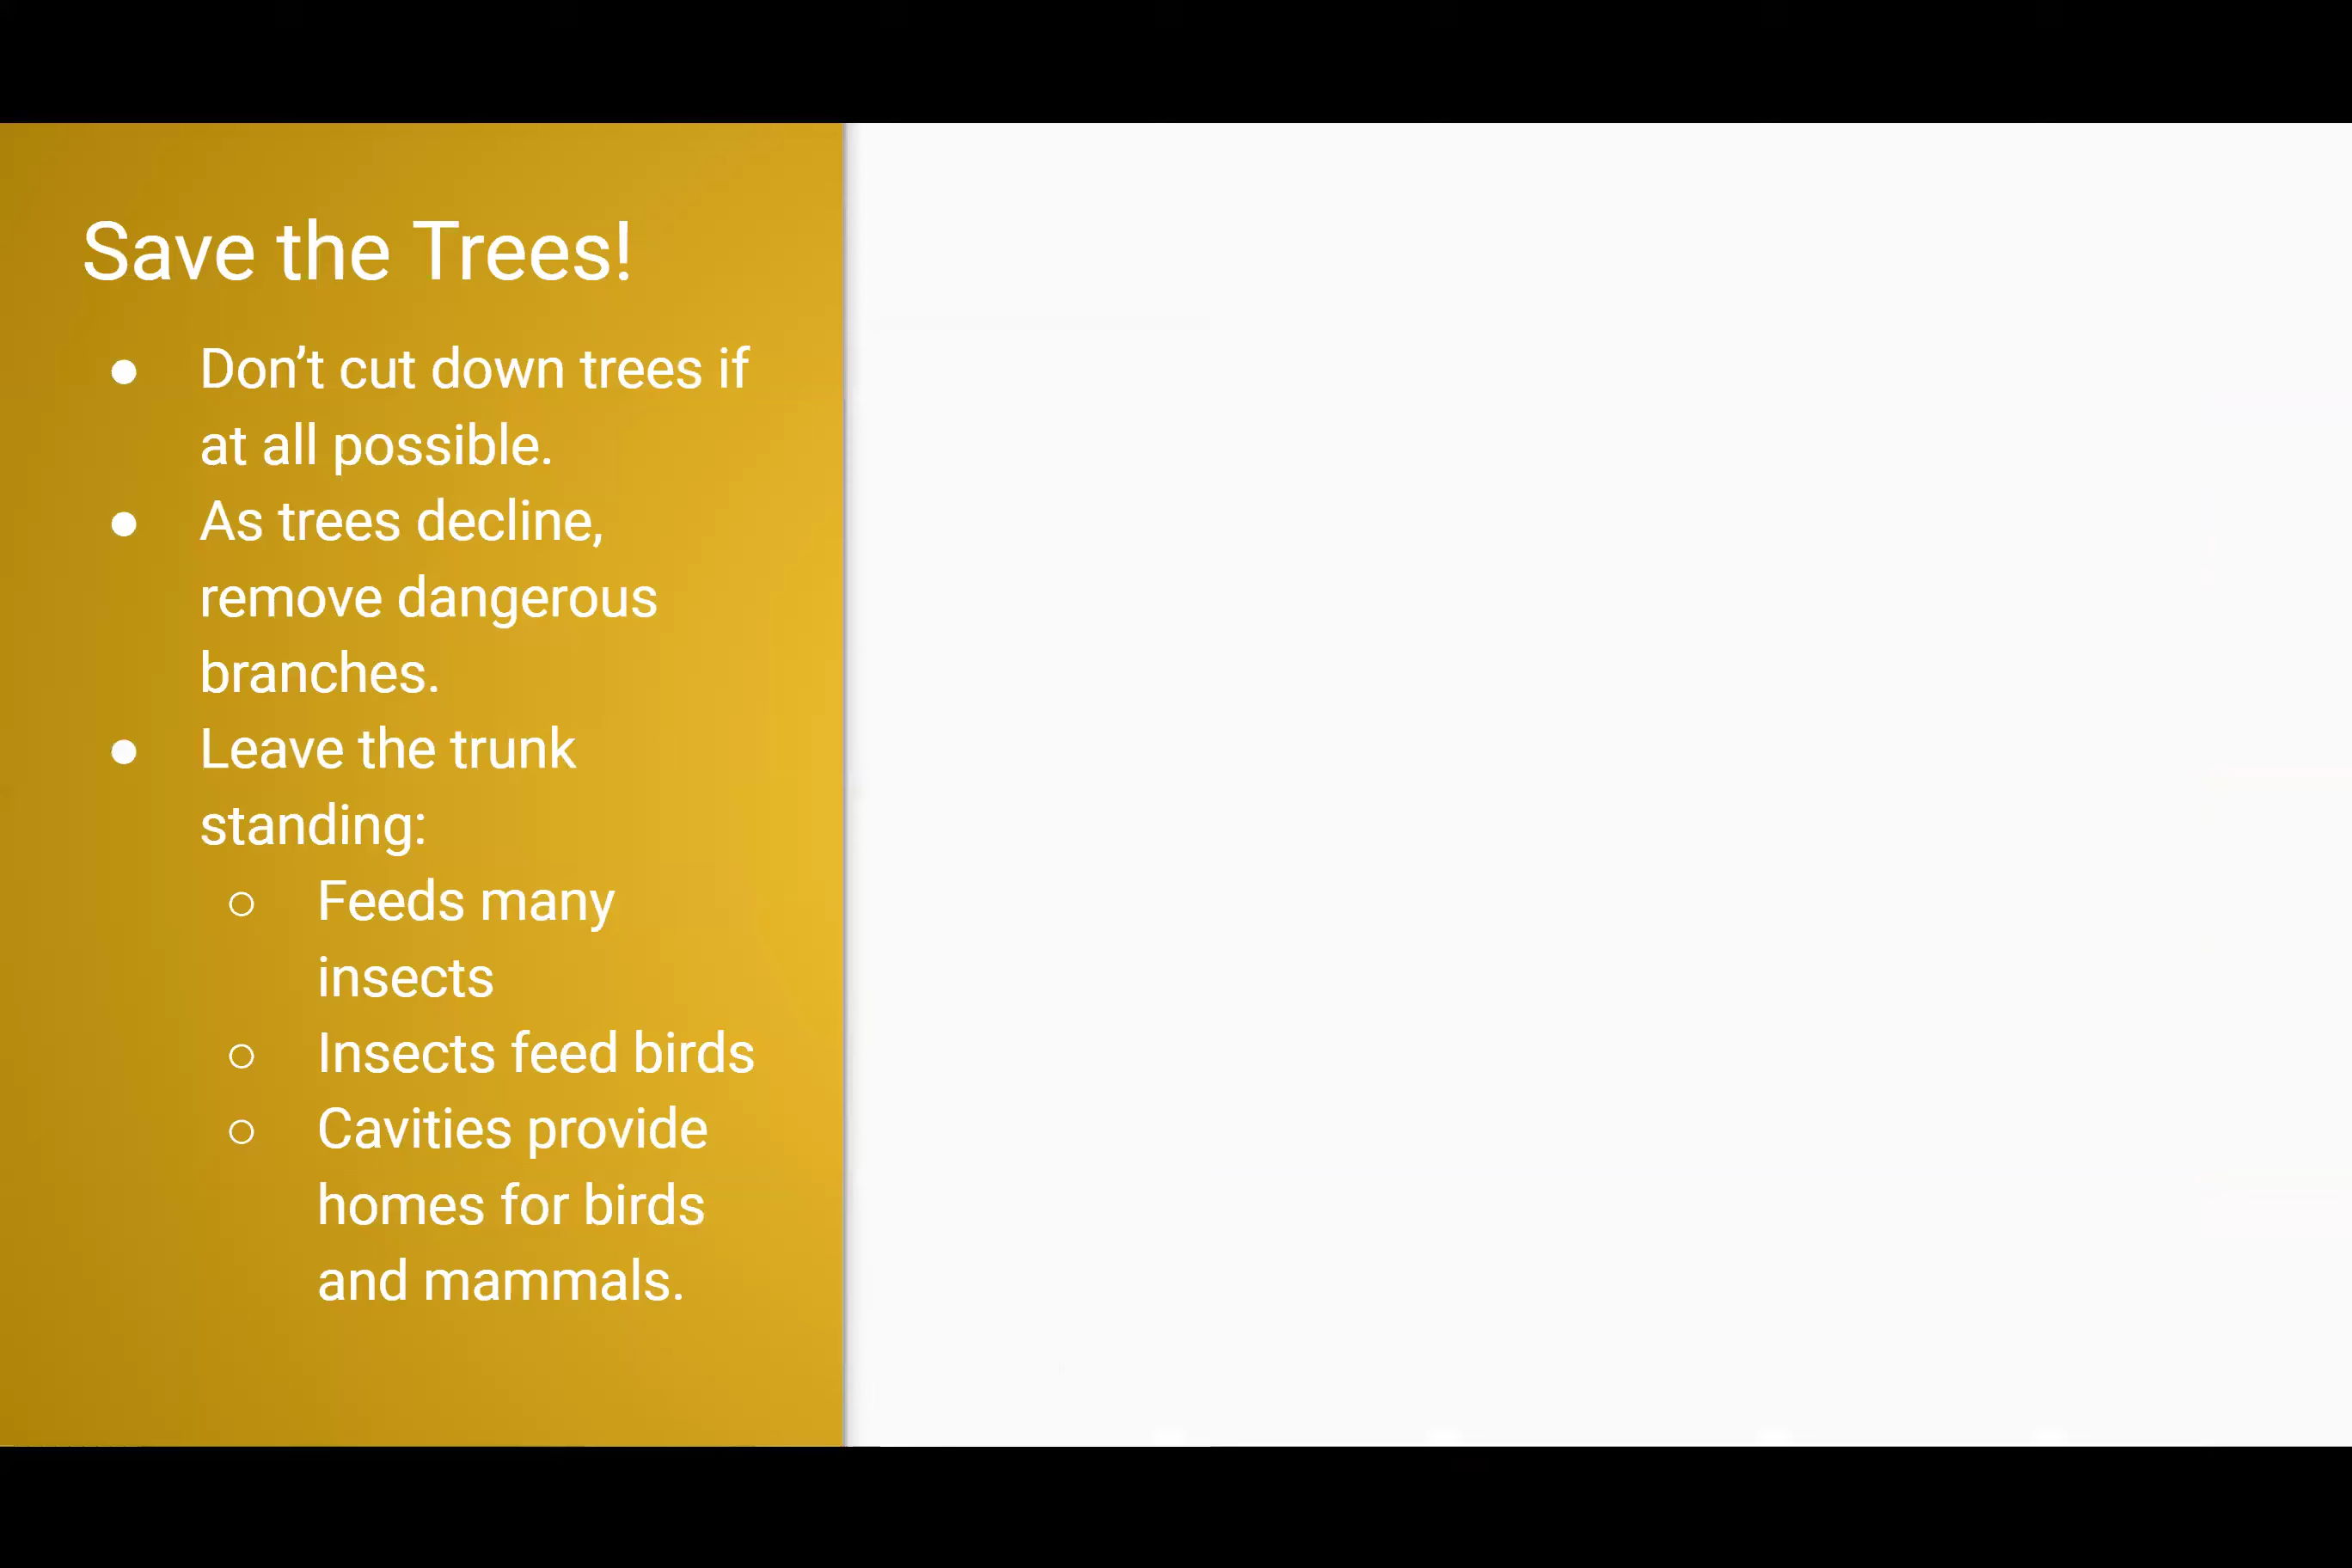 Save the Trees!
● Don’t cut down trees if
at all possible.
● As trees decline,
remove dangerous
branches.
● Leave the trunk
standing:
○ Feeds many
insects
○ Insects feed birds
○ Cavities provide
homes for birds
and mammals.